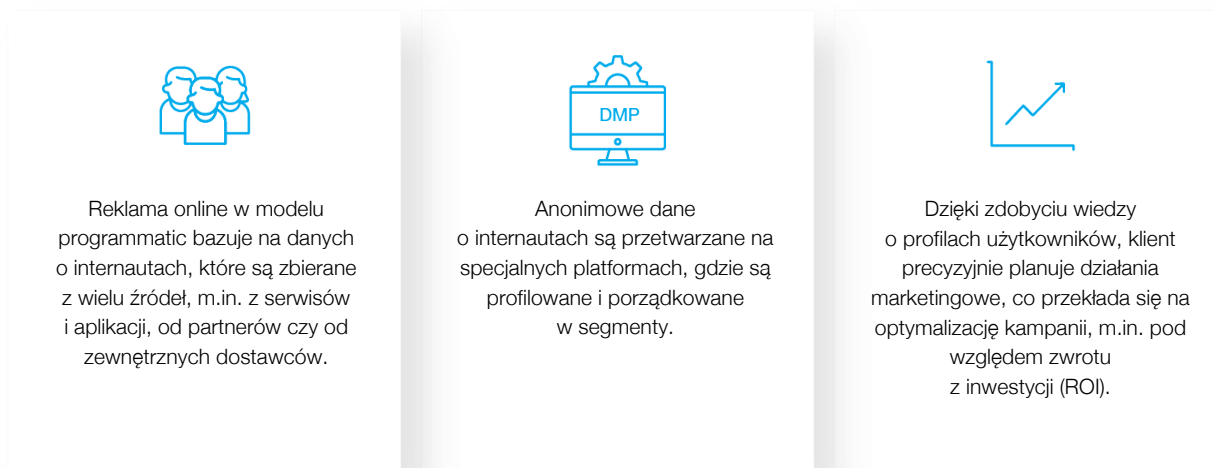 Reklama online w modelu
programmatic bazuje na danych
o internautach, które są zbierane
z wielu źródeł, m.in. z serwisów
i aplikacji, od partnerów czy od
zewnętrznych dostawców.
DMP
Anonimowe dane
o internautach są przetwarzane na
specjalnych platformach, gdzie są
profilowane i porządkowane
w segmenty.
Dzięki zdobyciu wiedzy
o profilach użytkowników, klient
precyzyjnie planuje działania
marketingowe, co przekłada się na
optymalizację kampanii, m.in. pod
względem zwrotu
z inwestycji (ROI).